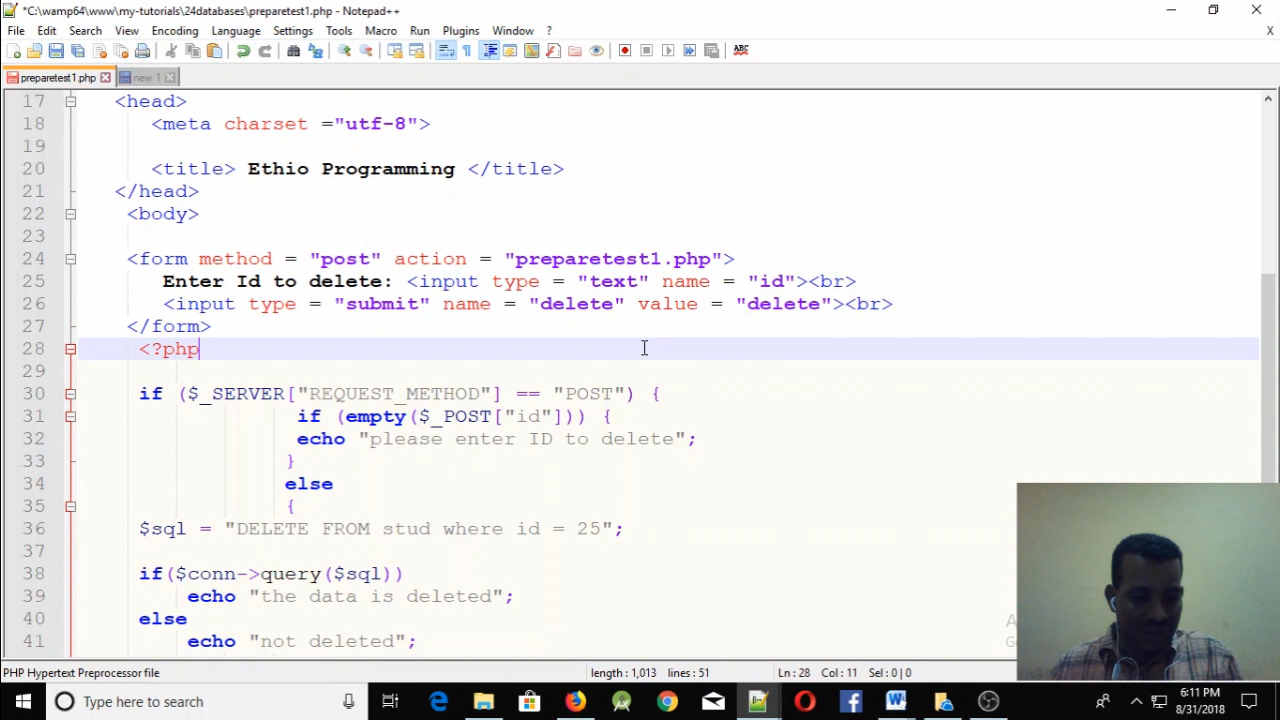 *C:\wamp64\www\my-tutorials\24databases\preparetest1.php - Notepad++
File Edit Search View Encoding Language Settings Tools Macro Run Plugins Window ? X
ABC
preparetest1.php new 1
17 <head>
18 <meta charset ="utf-8">
19
20 <title> Ethio Programming </title>
21 </head>
22 <body>
23
24 <form method = "post" action = "preparetest1.php">
25 Enter Id to delete: <input type = "text" name = "id"><br>
26 <input type = "submit" name = "delete" value = "delete"><br>
27 </form>
28 <?php
29
30 if ($_SERVER["REQUEST_METHOD"] == "POST") {
31 if (empty($_POST["id"])) {
32 echo "please enter ID to delete";
33 }
34 else
35 {
36 $sql = "DELETE FROM stud where id = 25";
37
38 if($conn->query($sql))
39 echo "the data is deleted";
40 else
41 echo "not deleted";
PHP Hypertext Preprocessor file length : 1,013 lines : 51 Ln : 28 Col : 11 Sel : 0 | 0
Type here to search
6:11 PM
8/31/2018